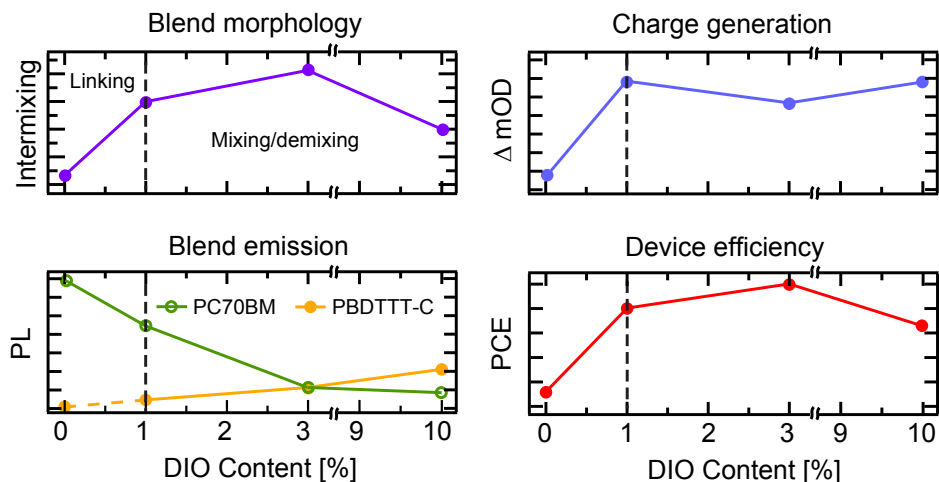 Blend morphology
Charge generation
Intermixing
Linking
Mixing/demixing
Δ mOD
Blend emission
Device efficiency
PL
PC70BM
PBDTTT-C
PCE
0 1 2 3 9 10
DIO Content [%]
0 1 2 3 9 10
DIO Content [%]